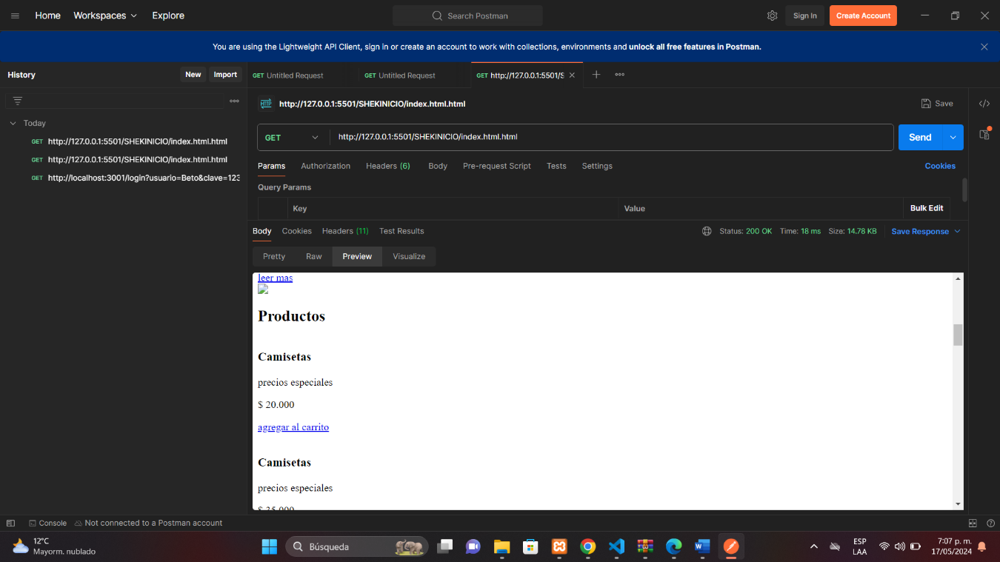 Home Workspaces Explore Search Postman Sign In Create Account
You are using the Lightweight API Client, sign in or create an account to work with collections, environments and unlock all free features in Postman.
History New Import GET Untitled Request GET Untitled Request GET http://127.0.0.1:5501/S
HTTP http://127.0.0.1:5501/SHEKINICIO/index.html.html Save
Today
GET http://127.0.0.1:5501/SHEKINICIO/index.html.html
GET http://127.0.0.1:5501/SHEKINICIO/index.html.html
GET http://localhost:3001/login?usuario=Beto&clave=123
GET http://127.0.0.1:5501/SHEKINICIO/index.html.html Send
Params Authorization Headers (6) Body Pre-request Script Tests Settings Cookies
Query Params
Key Value Bulk Edit
Body Cookies Headers (11) Test Results Status: 200 OK Time: 18 ms Size: 14.78 KB Save Response
Pretty Raw Preview Visualize
leer mas
Productos
Camisetas
precios especiales
$ 20.000
agregar al carrito
Camisetas
precios especiales
$ 35.000
Console Not connected to a Postman account
12°C
Mayorm. nublado
Búsqueda
ESP
LAA
7:07 p. m.
17/05/2024